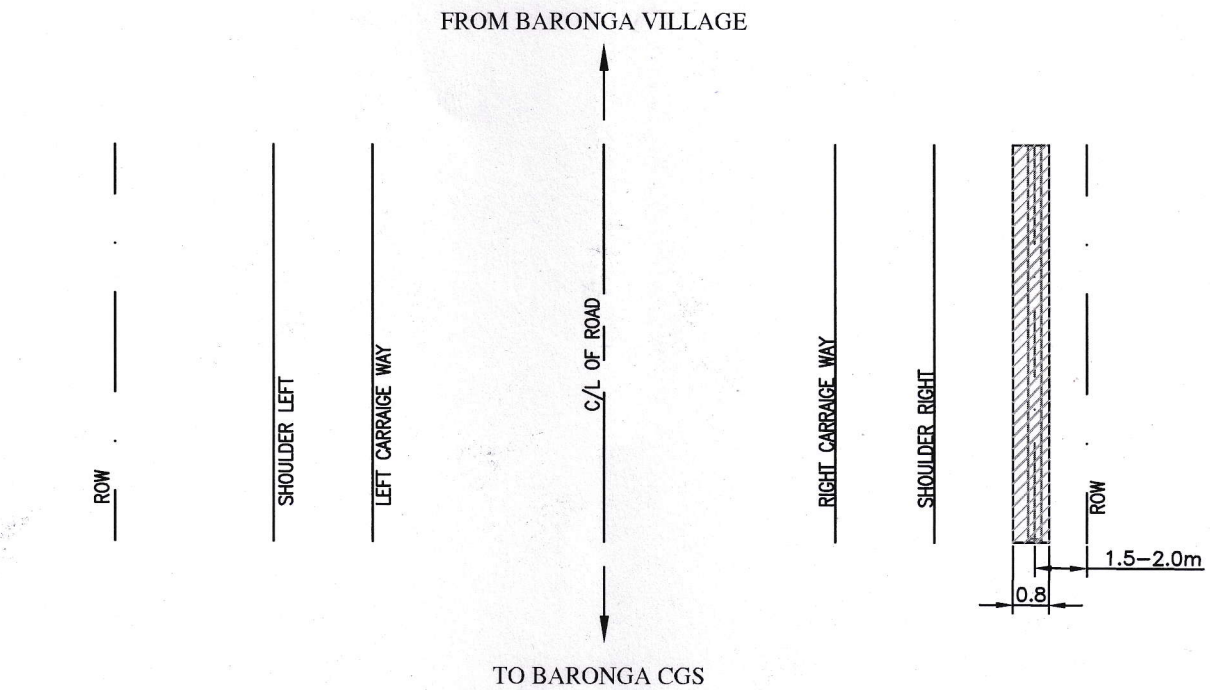 FROM BARONGA VILLAGE
ROW
SHOULDER LEFT
LEFT CARRAIGE WAY
C/L OF ROAD
RIGHT CARRAIGE WAY
SHOULDER RIGHT
ROW
1.5-2.0m
0.8
TO BARONGA CGS